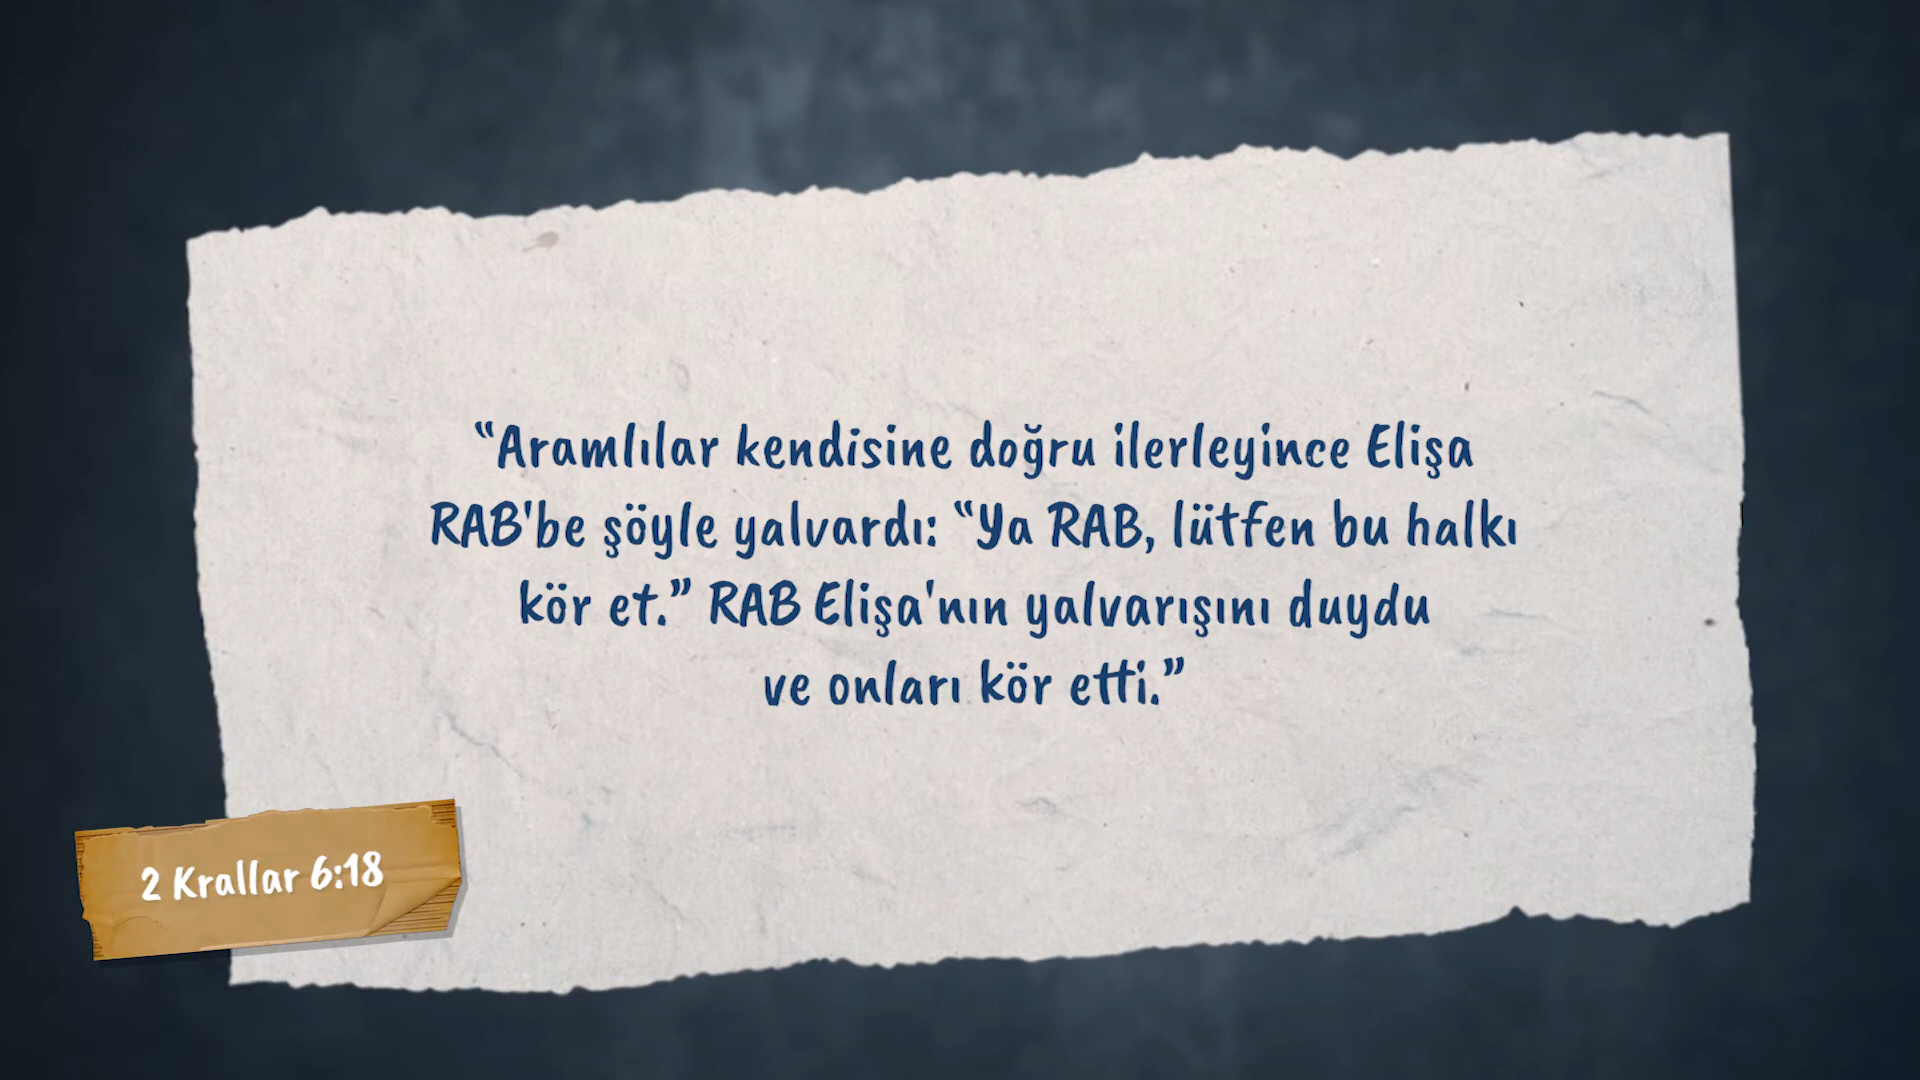 “Aramlılar kendisine doğru ilerleyince Elişa
RAB'be şöyle yalvardı: “Ya RAB, lütfen bu halkı
kör et.” RAB Elişa'nın yalvarışını duydu
ve onları kör etti.”
2 Krallar 6:18